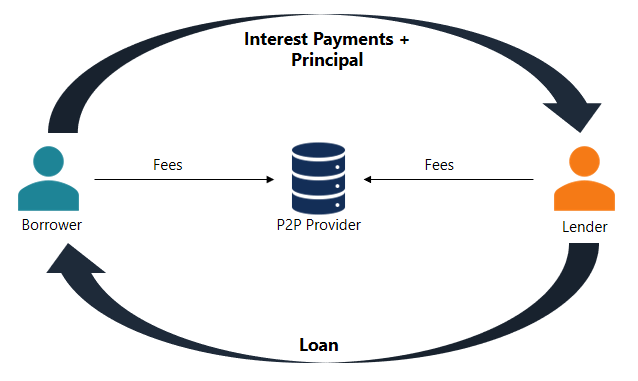 Interest Payments +
Principal
Fees
Fees
Borrower
P2P Provider
Lender
Loan